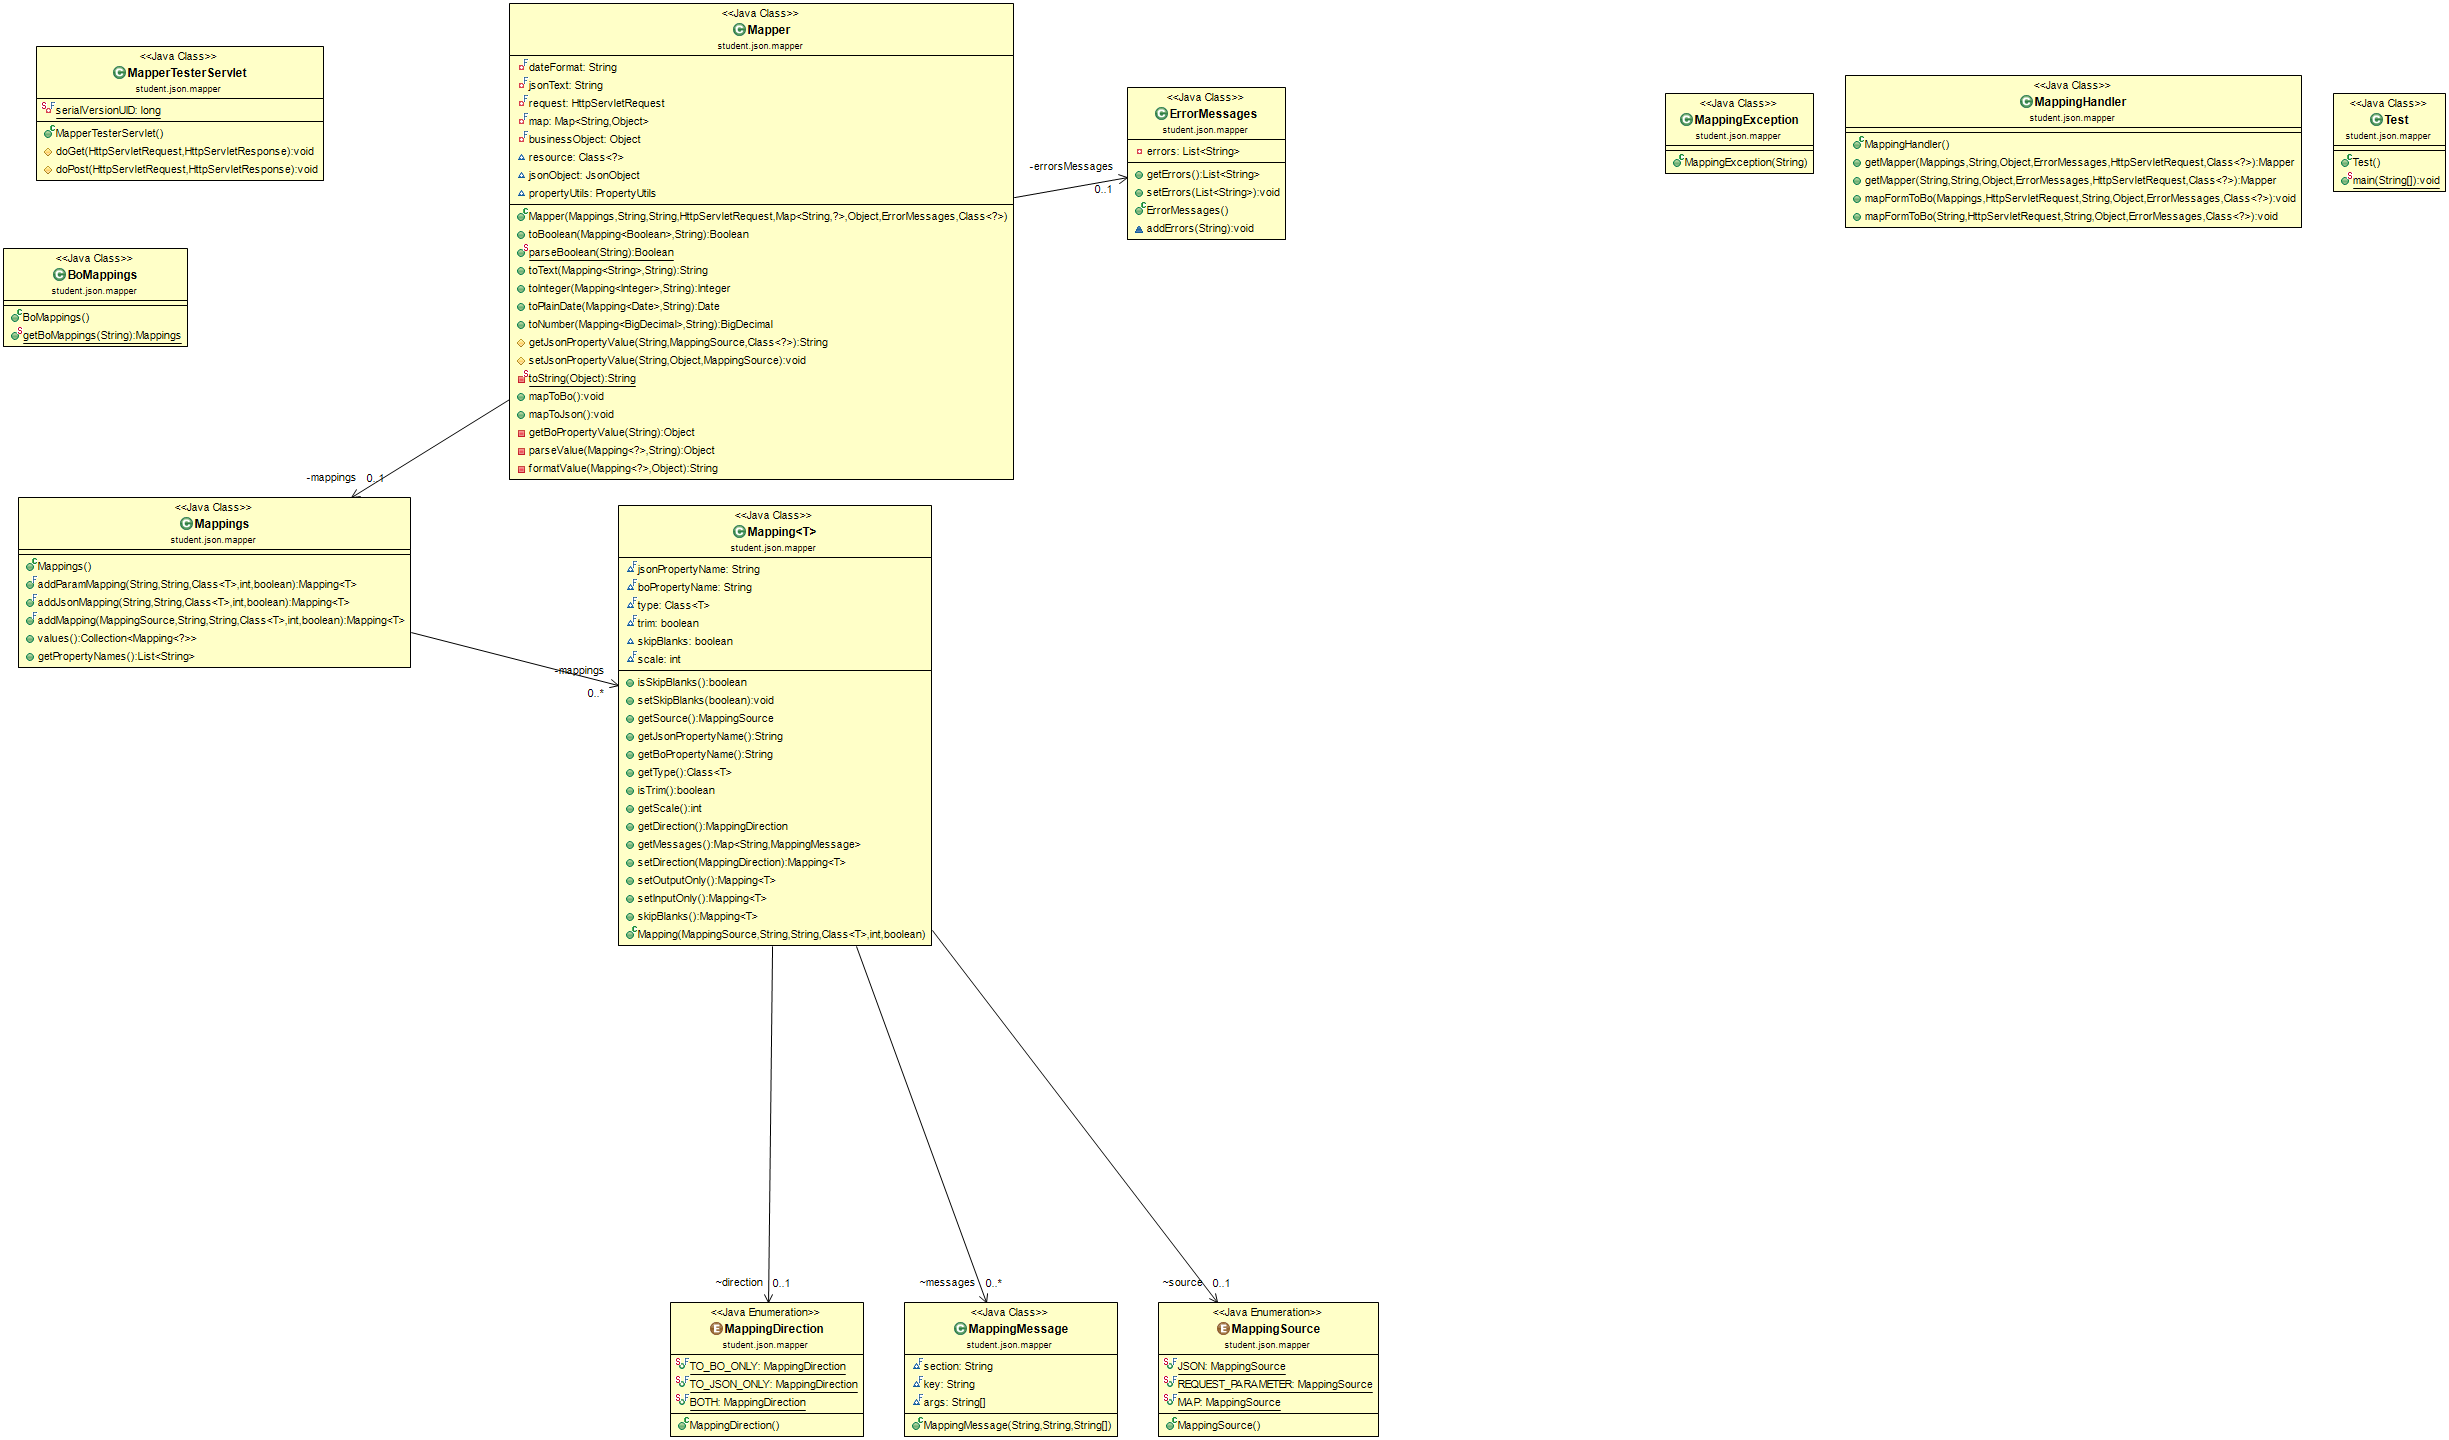 <<Java Class>>
MapperTesterServlet
student.json.mapper
serialVersionUID: long
MapperTesterServlet()
doGet(HttpServletRequest,HttpServletResponse):void
doPost(HttpServletRequest,HttpServletResponse):void
<<Java Class>>
BoMappings
student.json.mapper
BoMappings()
getBoMappings(String):Mappings
<<Java Class>>
Mapper
student.json.mapper
dateFormat: String
jsonText: String
request: HttpServletRequest
map: Map<String,Object>
businessObject: Object
resource: Class<?>
jsonObject: JsonObject
propertyUtils: PropertyUtils
Mapper(Mappings,String,String,HttpServletRequest,Map<String,?>,Object,ErrorMessages,Class<?>)
toBoolean(Mapping<Boolean>,String):Boolean
parseBoolean(String):Boolean
toText(Mapping<String>,String):String
toInteger(Mapping<Integer>,String):Integer
toPlainDate(Mapping<Date>,String):Date
toNumber(Mapping<BigDecimal>,String):BigDecimal
getJsonPropertyValue(String,MappingSource,Class<?>):String
setJsonPropertyValue(String,Object,MappingSource):void
toString(Object):String
mapToBo():void
mapToJson():void
getBoPropertyValue(String):Object
parseValue(Mapping<?>,String):Object
formatValue(Mapping<?>,Object):String
-errorsMessages
0..1
<<Java Class>>
ErrorMessages
student.json.mapper
errors: List<String>
getErrors():List<String>
setErrors(List<String>):void
ErrorMessages()
addErrors(String):void
<<Java Class>>
MappingException
student.json.mapper
MappingException(String)
<<Java Class>>
MappingHandler
student.json.mapper
MappingHandler()
getMapper(Mappings,String,Object,ErrorMessages,HttpServletRequest,Class<?>):Mapper
getMapper(String,String,Object,ErrorMessages,HttpServletRequest,Class<?>):Mapper
mapFormToBo(Mappings,HttpServletRequest,String,Object,ErrorMessages,Class<?>):void
mapFormToBo(String,HttpServletRequest,String,Object,ErrorMessages,Class<?>):void
<<Java Class>>
Test
student.json.mapper
Test()
main(String[]):void
-mappings 0..1
<<Java Class>>
Mappings
student.json.mapper
Mappings()
addParamMapping(String,String,Class<T>,int,boolean):Mapping<T>
addJsonMapping(String,String,Class<T>,int,boolean):Mapping<T>
addMapping(MappingSource,String,String,Class<T>,int,boolean):Mapping<T>
values():Collection<Mapping<?>>
getPropertyNames():List<String>
-mappings
0..*
<<Java Class>>
Mapping<T>
student.json.mapper
jsonPropertyName: String
boPropertyName: String
type: Class<T>
trim: boolean
skipBlanks: boolean
scale: int
isSkipBlanks():boolean
setSkipBlanks(boolean):void
getSource():MappingSource
getJsonPropertyName():String
getBoPropertyName():String
getType():Class<T>
isTrim():boolean
getScale():int
getDirection():MappingDirection
getMessages():Map<String,MappingMessage>
setDirection(MappingDirection):Mapping<T>
setOutputOnly():Mapping<T>
setInputOnly():Mapping<T>
skipBlanks():Mapping<T>
Mapping(MappingSource,String,String,Class<T>,int,boolean)
~direction 0..1
<<Java Enumeration>>
MappingDirection
student.json.mapper
TO_BO_ONLY: MappingDirection
TO_JSON_ONLY: MappingDirection
BOTH: MappingDirection
MappingDirection()
~messages 0..*
<<Java Class>>
MappingMessage
student.json.mapper
section: String
key: String
args: String[]
MappingMessage(String,String,String[])
~source 0..1
<<Java Enumeration>>
MappingSource
student.json.mapper
JSON: MappingSource
REQUEST_PARAMETER: MappingSource
MAP: MappingSource
MappingSource()